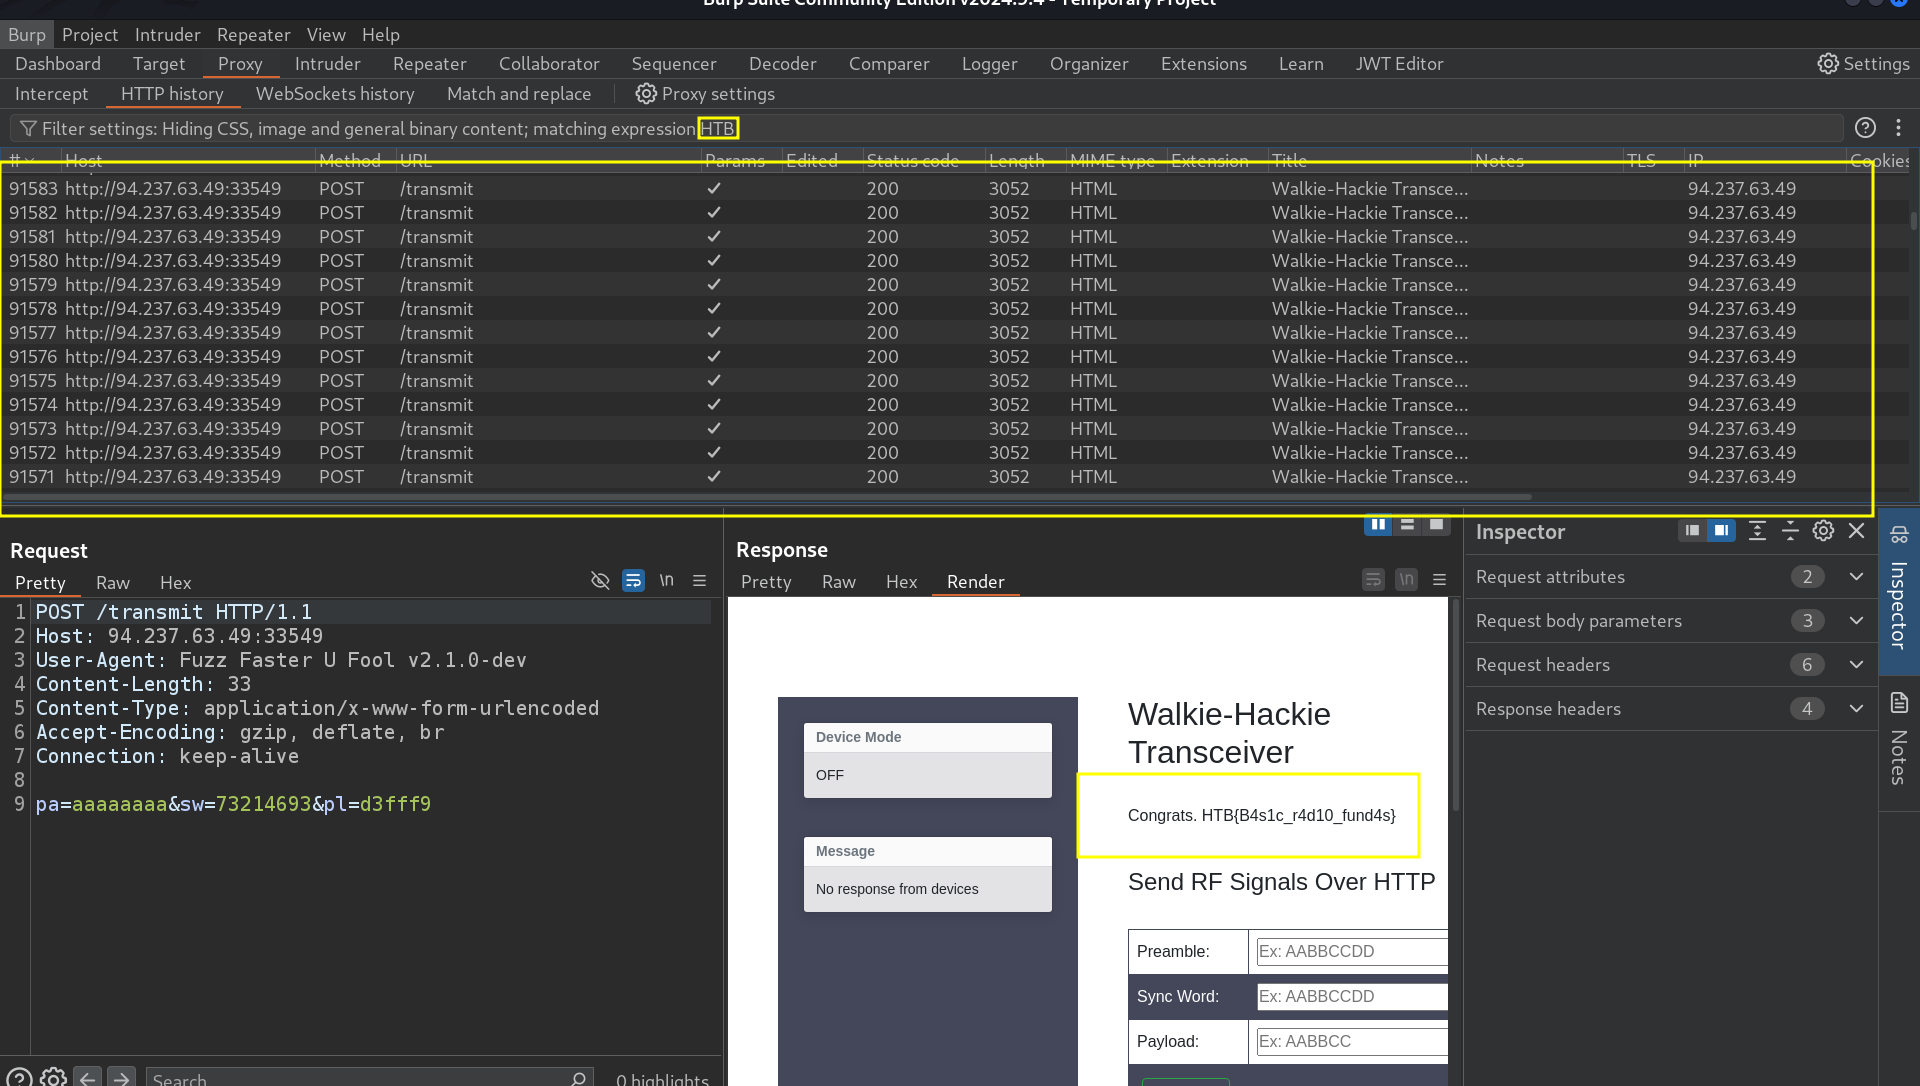 Burp Suite Community Edition v2024.9.4 - Temporary Project
Burp Project Intruder Repeater View Help
Dashboard Target Proxy Intruder Repeater Collaborator Sequencer Decoder Comparer Logger Organizer Extensions Learn JWT Editor Settings
Intercept HTTP history WebSockets history Match and replace Proxy settings
Filter settings: Hiding CSS, image and general binary content; matching expression HTB
# Host Method URL Params Edited Status code Length MIME type Extension Title Notes TLS IP Cookies
91583 http://94.237.63.49:33549 POST /transmit ✓ 200 3052 HTML Walkie-Hackie Transce... 94.237.63.49
91582 http://94.237.63.49:33549 POST /transmit ✓ 200 3052 HTML Walkie-Hackie Transce... 94.237.63.49
91581 http://94.237.63.49:33549 POST /transmit ✓ 200 3052 HTML Walkie-Hackie Transce... 94.237.63.49
91580 http://94.237.63.49:33549 POST /transmit ✓ 200 3052 HTML Walkie-Hackie Transce... 94.237.63.49
91579 http://94.237.63.49:33549 POST /transmit ✓ 200 3052 HTML Walkie-Hackie Transce... 94.237.63.49
91578 http://94.237.63.49:33549 POST /transmit ✓ 200 3052 HTML Walkie-Hackie Transce... 94.237.63.49
91577 http://94.237.63.49:33549 POST /transmit ✓ 200 3052 HTML Walkie-Hackie Transce... 94.237.63.49
91576 http://94.237.63.49:33549 POST /transmit ✓ 200 3052 HTML Walkie-Hackie Transce... 94.237.63.49
91575 http://94.237.63.49:33549 POST /transmit ✓ 200 3052 HTML Walkie-Hackie Transce... 94.237.63.49
91574 http://94.237.63.49:33549 POST /transmit ✓ 200 3052 HTML Walkie-Hackie Transce... 94.237.63.49
91573 http://94.237.63.49:33549 POST /transmit ✓ 200 3052 HTML Walkie-Hackie Transce... 94.237.63.49
91572 http://94.237.63.49:33549 POST /transmit ✓ 200 3052 HTML Walkie-Hackie Transce... 94.237.63.49
91571 http://94.237.63.49:33549 POST /transmit ✓ 200 3052 HTML Walkie-Hackie Transce... 94.237.63.49
Request
Pretty Raw Hex \n
1 POST /transmit HTTP/1.1
2 Host: 94.237.63.49:33549
3 User-Agent: Fuzz Faster U Fool v2.1.0-dev
4 Content-Length: 33
5 Content-Type: application/x-www-form-urlencoded
6 Accept-Encoding: gzip, deflate, br
7 Connection: keep-alive
8
9 pa=aaaaaaaa&sw=73214693&pl=d3fff9
Search
0 highlights
Response
Pretty Raw Hex Render \n
Device Mode
OFF
Message
No response from devices
Walkie-Hackie
Transceiver
Congrats. HTB{B4s1c_r4d10_fund4s}
Send RF Signals Over HTTP
Preamble: Ex: AABBCCDD
Sync Word: Ex: AABBCCDD
Payload: Ex: AABBCC
Inspector
Request attributes 2
Request body parameters 3
Request headers 6
Response headers 4
Inspector
Notes